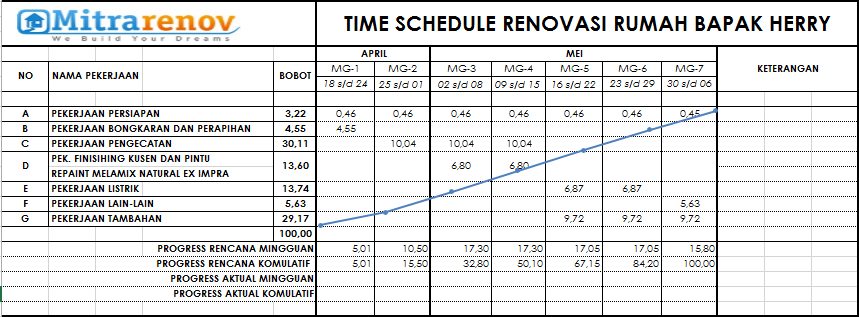 Mitrarenov
We Build Your Dreams
TIME SCHEDULE RENOVASI RUMAH BAPAK HERRY
NO NAMA PEKERJAAN BOBOT APRIL MEI KETERANGAN
MG-1 MG-2 MG-3 MG-4 MG-5 MG-6 MG-7
18 s/d 24 25 s/d 01 02 s/d 08 09 s/d 15 16 s/d 22 23 s/d 29 30 s/d 06
A PEKERJAAN PERSIAPAN 3,22 0,46 0,46 0,46 0,46 0,46 0,46 0,45
B PEKERJAAN BONGKARAN DAN PERAPIHAN 4,55 4,55
C PEKERJAAN PENGECATAN 30,11 10,04 10,04 10,04
D PEK. FINISIHING KUSEN DAN PINTU 13,60 6,80 6,80
REPAINT MELAMIX NATURAL EX IMPRA
E PEKERJAAN LISTRIK 13,74 6,87 6,87
F PEKERJAAN LAIN-LAIN 5,63 5,63
G PEKERJAAN TAMBAHAN 29,17 9,72 9,72 9,72
100,00
PROGRESS RENCANA MINGGUAN 5,01 10,50 17,30 17,30 17,05 17,05 15,80
PROGRESS RENCANA KOMULATIF 5,01 15,50 32,80 50,10 67,15 84,20 100,00
PROGRESS AKTUAL MINGGUAN
PROGRESS AKTUAL KOMULATIF